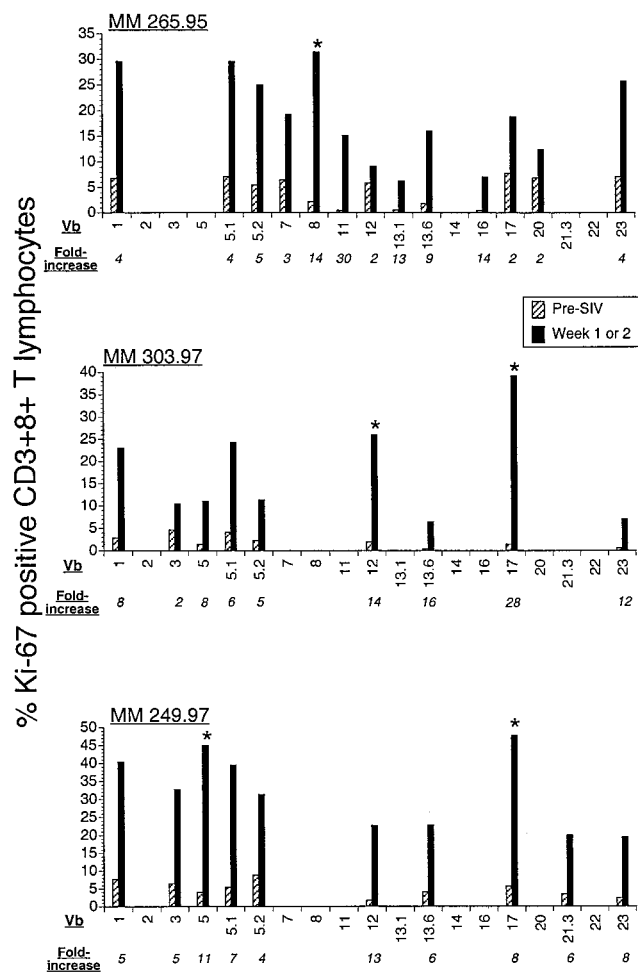 % Ki-67 positive CD3+8+ T lymphocytes
MM 265.95
*
35
30
25
20
15
10
5
0
Vb 1 2 3 5 5.1 5.2 7 8 11 12 13.1 13.6 14 16 17 20 21.3 22 23
Fold-
increase 4 4 5 3 14 30 2 13 9 14 2 2 4
Pre-SIV
Week 1 or 2
MM 303.97
* *
40
35
30
25
20
15
10
5
0
Vb 1 2 3 5 5.1 5.2 7 8 11 12 13.1 13.6 14 16 17 20 21.3 22 23
Fold-
increase 8 2 8 6 5 14 16 28 12
MM 249.97
* *
50
45
40
35
30
25
20
15
10
5
0
Vb 1 2 3 5 5.1 5.2 7 8 11 12 13.1 13.6 14 16 17 20 21.3 22 23
Fold-
increase 5 5 11 7 4 13 6 8 6 8